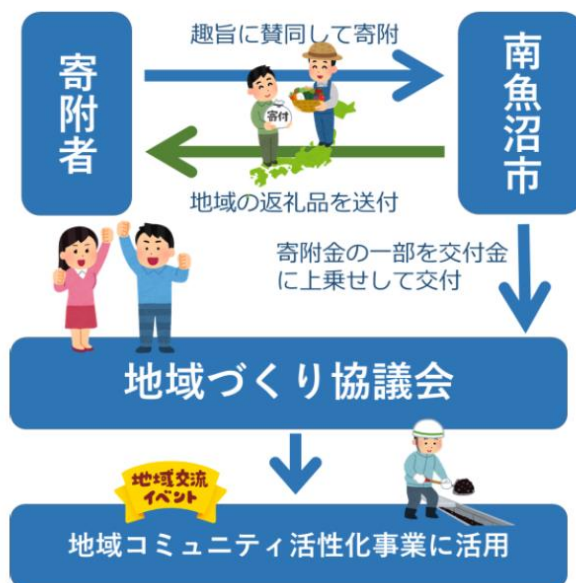 趣旨に賛同して寄附
寄附者
寄付
南魚沼市
地域の返礼品を送付
寄附金の一部を交付金
に上乗せして交付
地域づくり協議会
地域交流
イベント
地域コミュニティ活性化事業に活用